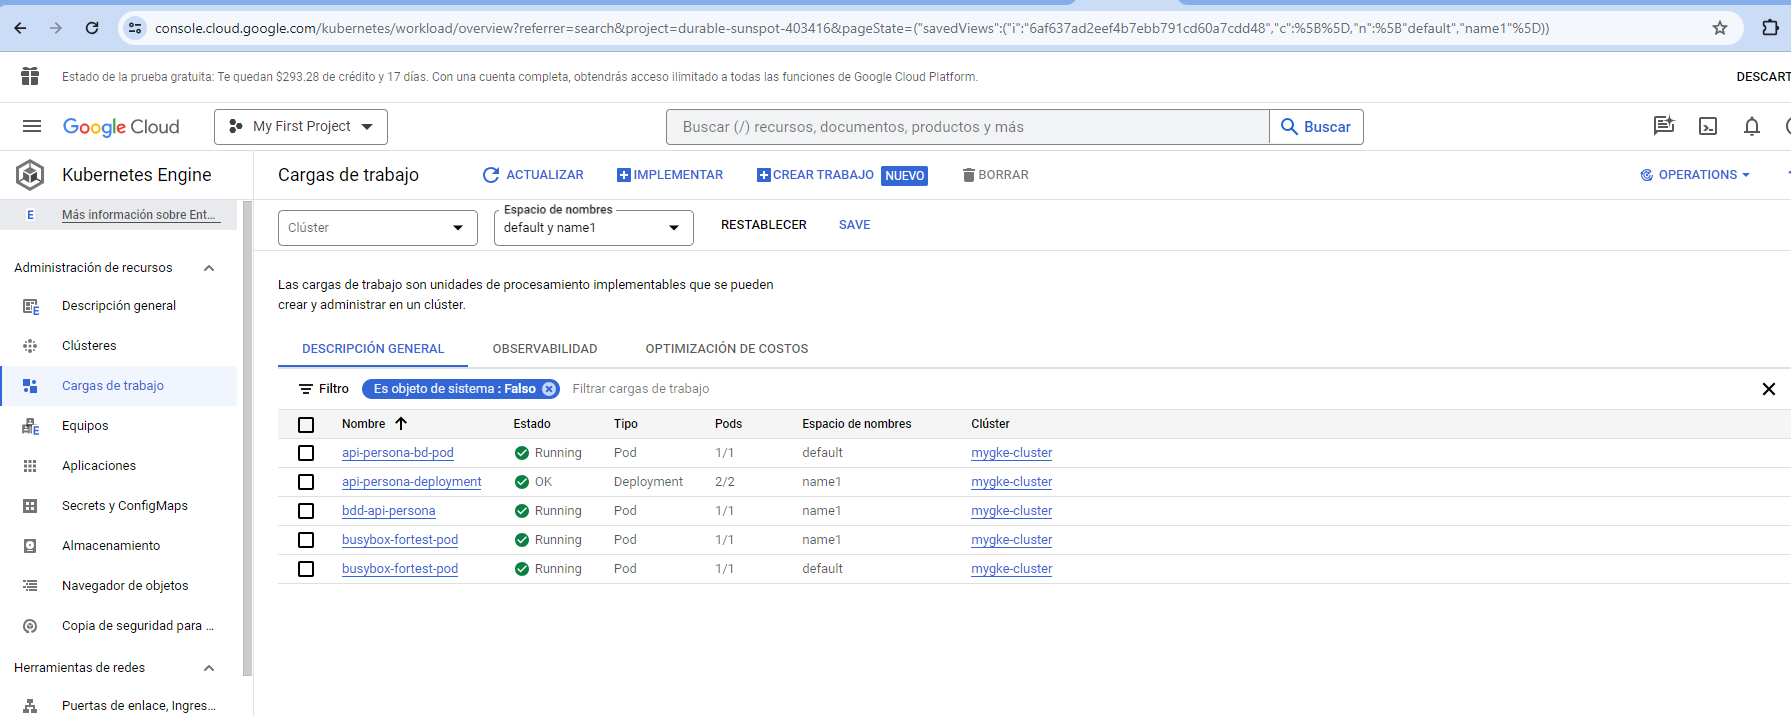 console.cloud.google.com/kubernetes/workload/overview?referrer=search&project=durable-sunspot-403416&pageState=("savedViews":("i":"6af637ad2eef4b7ebb791cd60a7cdd48","c":%5B%5D,"n":%5B"default","name1"%5D))
Estado de la prueba gratuita: Te quedan $293.28 de crédito y 17 días. Con una cuenta completa, obtendrás acceso ilimitado a todas las funciones de Google Cloud Platform.
DESCART
Google Cloud
My First Project
Buscar (/) recursos, documentos, productos y más
Buscar
Kubernetes Engine
Cargas de trabajo
ACTUALIZAR
IMPLEMENTAR
CREAR TRABAJO
NUEVO
BORRAR
OPERATIONS
E
Más información sobre Ent...
Administración de recursos
Descripción general
Clústeres
Cargas de trabajo
Equipos
Aplicaciones
Secrets y ConfigMaps
Almacenamiento
Navegador de objetos
Copia de seguridad para ...
Herramientas de redes
Puertas de enlace, Ingres...
Clúster
Espacio de nombres
default y name1
RESTABLECER
SAVE
Las cargas de trabajo son unidades de procesamiento implementables que se pueden
crear y administrar en un clúster.
DESCRIPCIÓN GENERAL
OBSERVABILIDAD
OPTIMIZACIÓN DE COSTOS
Filtro
Es objeto de sistema : Falso
Filtrar cargas de trabajo
Nombre Estado Tipo Pods Espacio de nombres Clúster
api-persona-bd-pod Running Pod 1/1 default mygke-cluster
api-persona-deployment OK Deployment 2/2 name1 mygke-cluster
bdd-api-persona Running Pod 1/1 name1 mygke-cluster
busybox-fortest-pod Running Pod 1/1 name1 mygke-cluster
busybox-fortest-pod Running Pod 1/1 default mygke-cluster